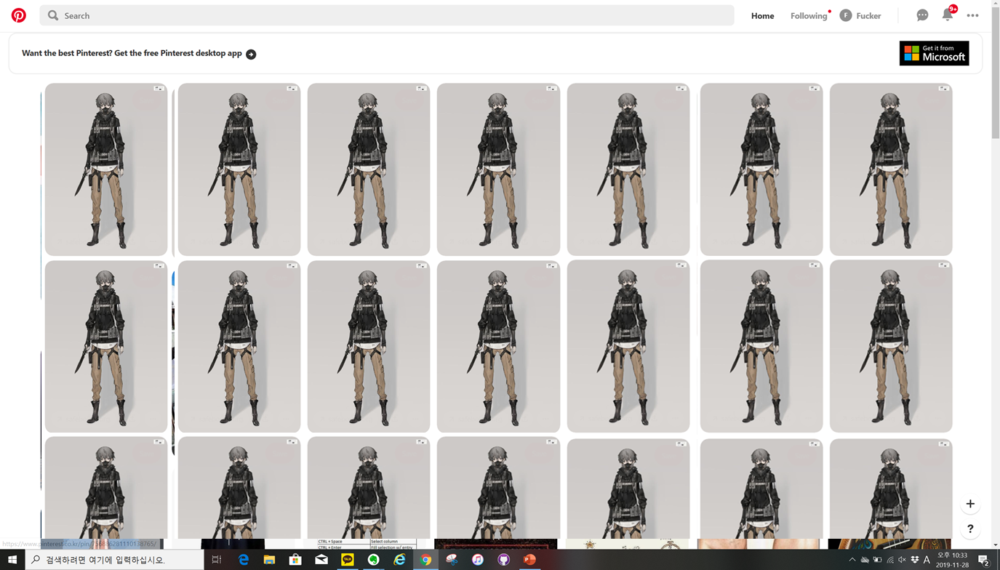 Search
Home
Following
F
Fucker
9+
Want the best Pinterest? Get the free Pinterest desktop app
Get it from
Microsoft
+
?
https://www.pinterest.co.kr/pin/756886281110138765/
CTRL + Space Select column
CTRL + Enter Fill selection w/ entry
검색하려면 여기에 입력하십시오.
TALK
A
오후 10:33
2019-11-28
2